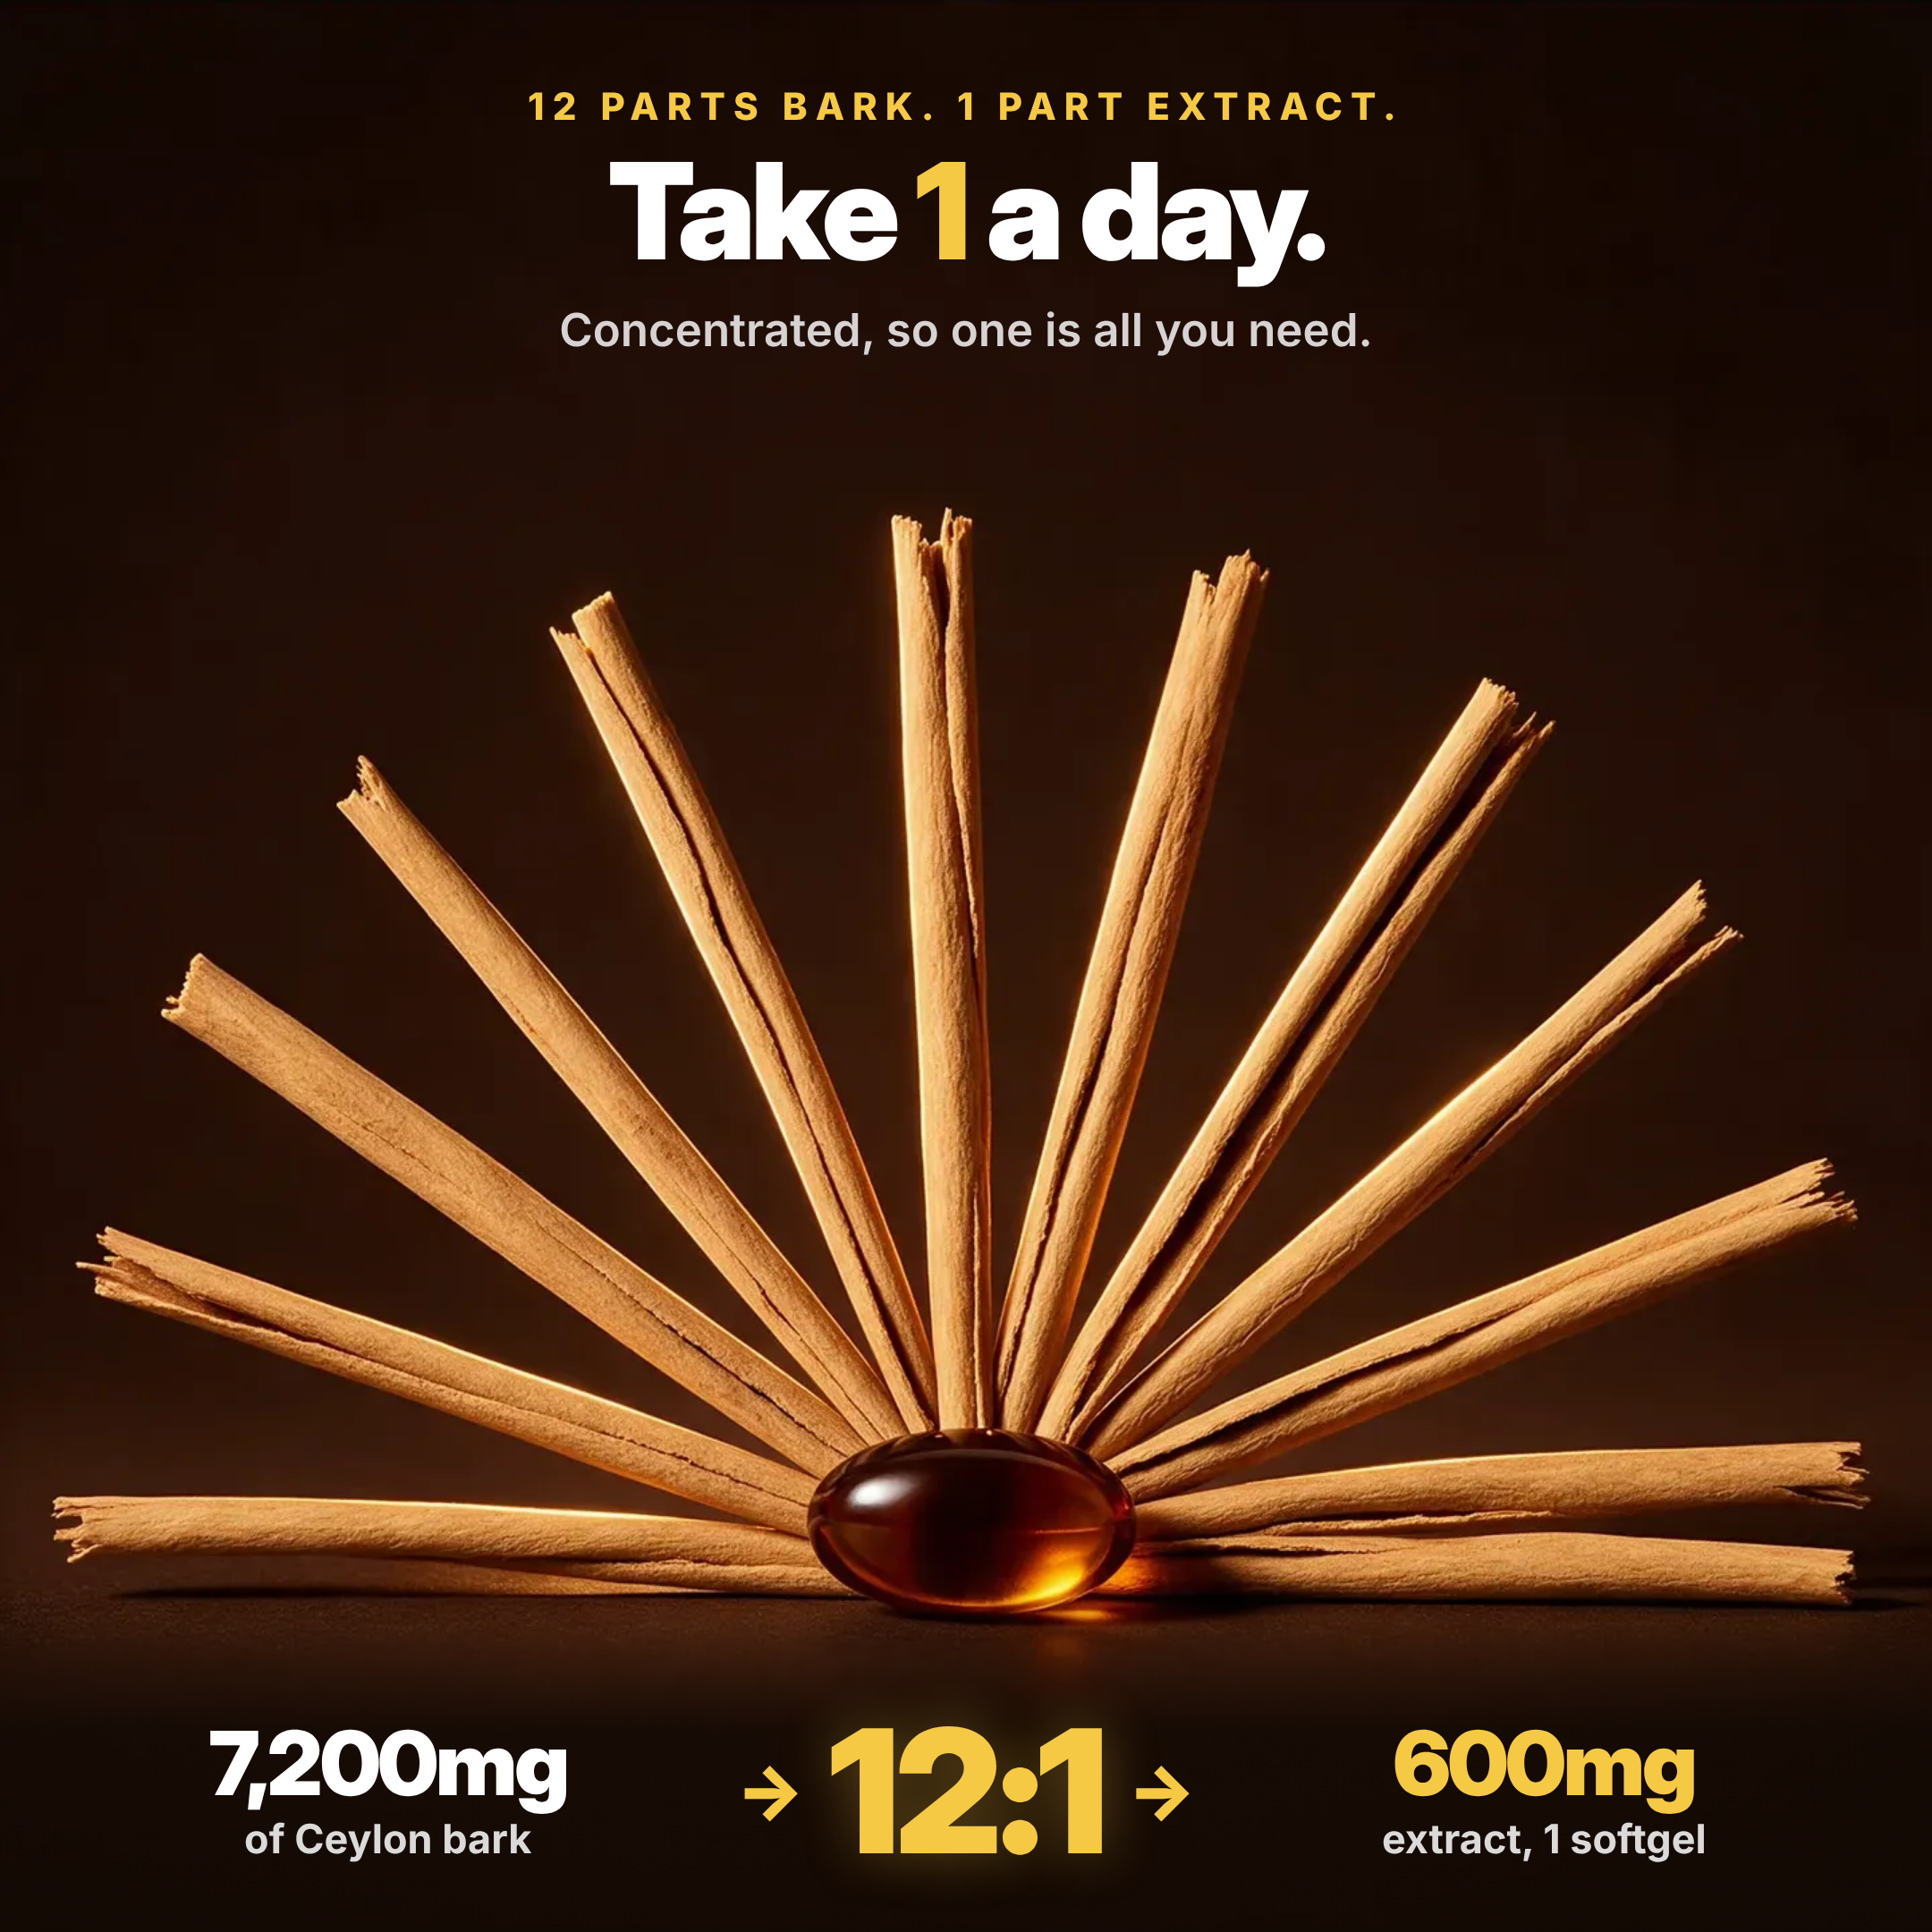 12 PARTS BARK. 1 PART EXTRACT.
Take 1 a day.
Concentrated, so one is all you need.
7,200mg
of Ceylon bark
→ 12:1 →
600mg
extract, 1 softgel